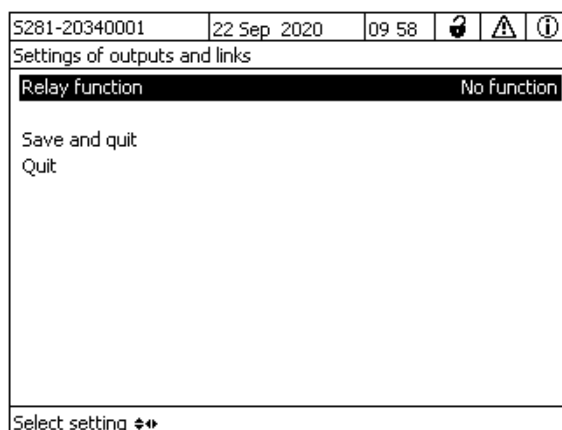 S281-20340001 22 Sep 2020 09 58
Settings of outputs and links
Relay function No function
Save and quit
Quit
Select setting